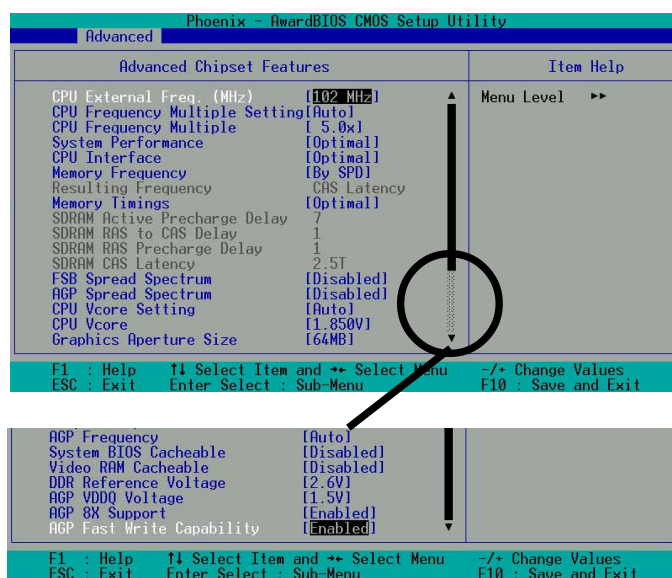 Phoenix - AwardBIOS CMOS Setup Utility
Advanced
Advanced Chipset Features Item Help
CPU External Freq. (MHz) [102 MHz] ▲ Menu Level ▸▸
CPU Frequency Multiple Setting[Auto]
CPU Frequency Multiple [ 5.0x]
System Performance [Optimal]
CPU Interface [Optimal]
Memory Frequency [By SPD]
Resulting Frequency CAS Latency
Memory Timings [Optimal]
SDRAM Active Precharge Delay 7
SDRAM RAS to CAS Delay 1
SDRAM RAS Precharge Delay 1
SDRAM CAS Latency 2.5T
FSB Spread Spectrum [Disabled]
AGP Spread Spectrum [Disabled]
CPU Vcore Setting [Auto]
CPU Vcore [1.850V]
Graphics Aperture Size [64MB] ▼
F1 : Help ↑↓ Select Item and →← Select Menu -/+ Change Values
ESC : Exit Enter Select : Sub-Menu F10 : Save and Exit
AGP Frequency [Auto]
System BIOS Cacheable [Disabled]
Video RAM Cacheable [Disabled]
DDR Reference Voltage [2.6V]
AGP VDDQ Voltage [1.5V]
AGP 8X Support [Enabled]
AGP Fast Write Capability [Enabled] ▼
F1 : Help ↑↓ Select Item and →← Select Menu -/+ Change Values
ESC : Exit Enter Select : Sub-Menu F10 : Save and Exit